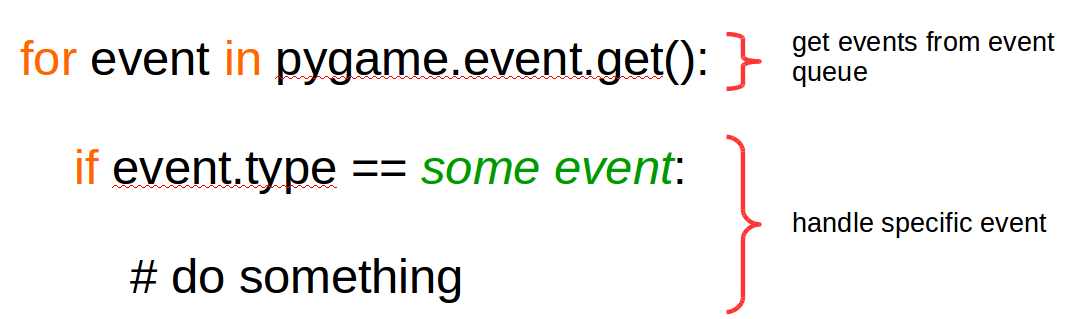 for event in pygame.event.get():
get events from event
queue
if event.type == some event:
handle specific event
# do something